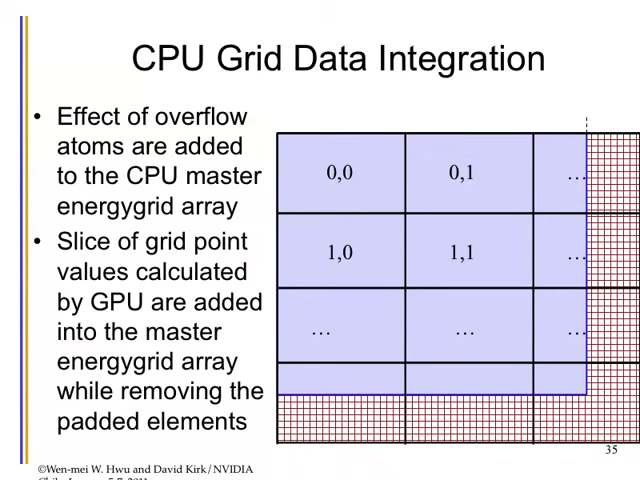 CPU Grid Data Integration
• Effect of overflow
atoms are added
to the CPU master
energygrid array
• Slice of grid point
values calculated
by GPU are added
into the master
energygrid array
while removing the
padded elements
0,0 0,1 …
1,0 1,1 …
… … …
35
©Wen-mei W. Hwu and David Kirk/NVIDIA